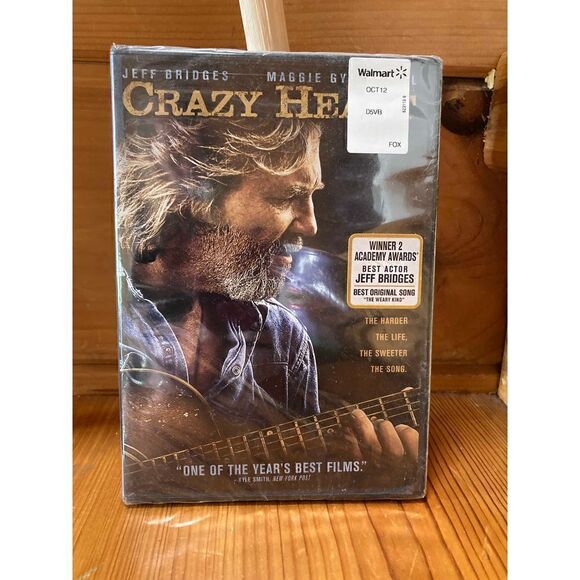 JEFF BRIDGES MAGGIE GY
CRAZY HEA
Walmart
OCT12
D5VB
FOX
WINNER 2
ACADEMY AWARDS®
BEST ACTOR
JEFF BRIDGES
BEST ORIGINAL SONG
"THE WEARY KIND"
THE HARDER
THE LIFE,
THE SWEETER
THE SONG.
"ONE OF THE YEAR'S BEST FILMS."
- KYLE SMITH, NEW YORK POST